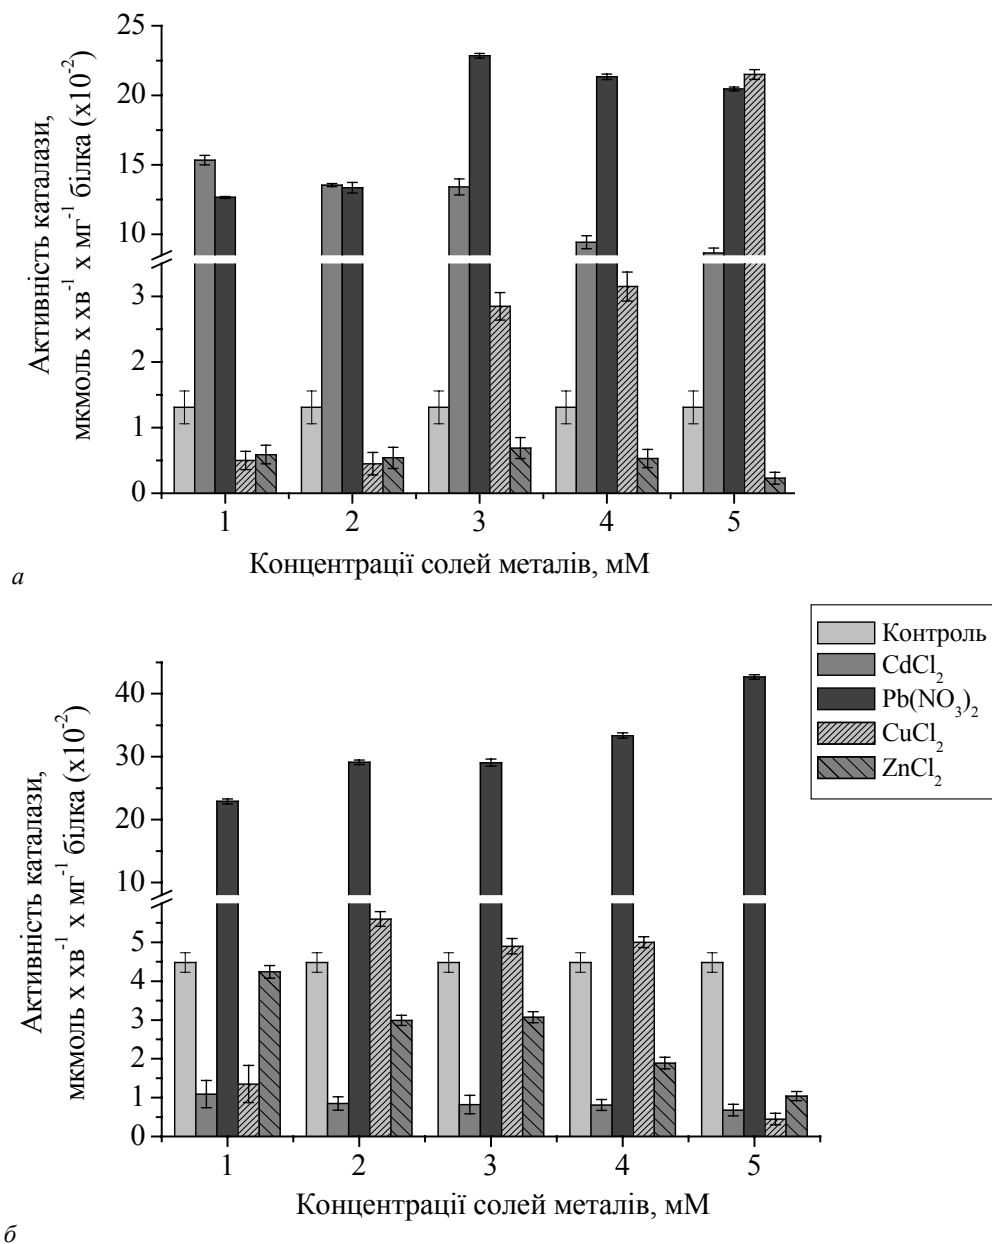 25
20
15
10
3
2
1
0
Активність каталази,
мкмоль х хв⁻¹ х мг⁻¹ білка (х10⁻²)
1 2 3 4 5
Концентрації солей металів, мМ
а
Контроль
CdCl₂
Pb(NO₃)₂
CuCl₂
ZnCl₂
40
30
20
10
5
4
3
2
1
0
Активність каталази,
мкмоль х хв⁻¹ х мг⁻¹ білка (х10⁻²)
1 2 3 4 5
Концентрації солей металів, мМ
б